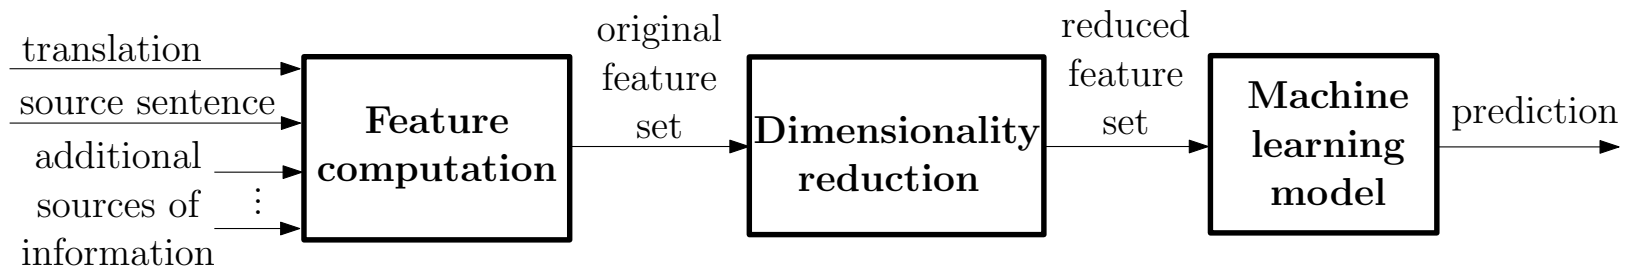 translation
source sentence
additional
sources of
information
⋮
Feature
computation
original
feature
set
Dimensionality
reduction
reduced
feature
set
Machine
learning
model
prediction